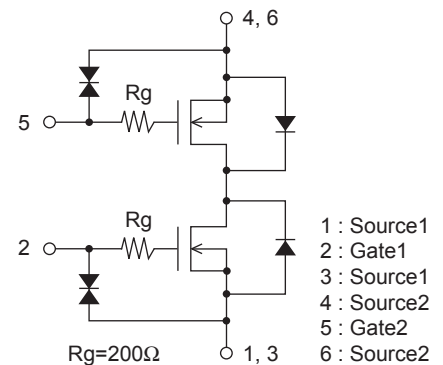 4, 6
Rg
5
Rg
2
Rg=200Ω
1, 3
1 : Source1
2 : Gate1
3 : Source1
4 : Source2
5 : Gate2
6 : Source2